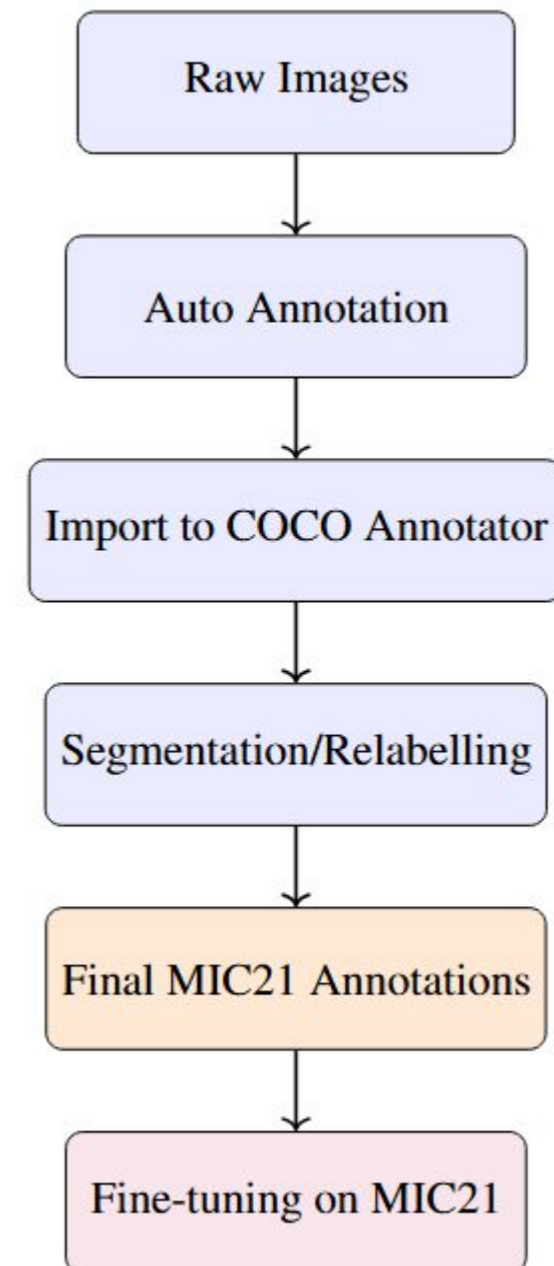 Raw Images
Auto Annotation
Import to COCO Annotator
Segmentation/Relabelling
Final MIC21 Annotations
Fine-tuning on MIC21